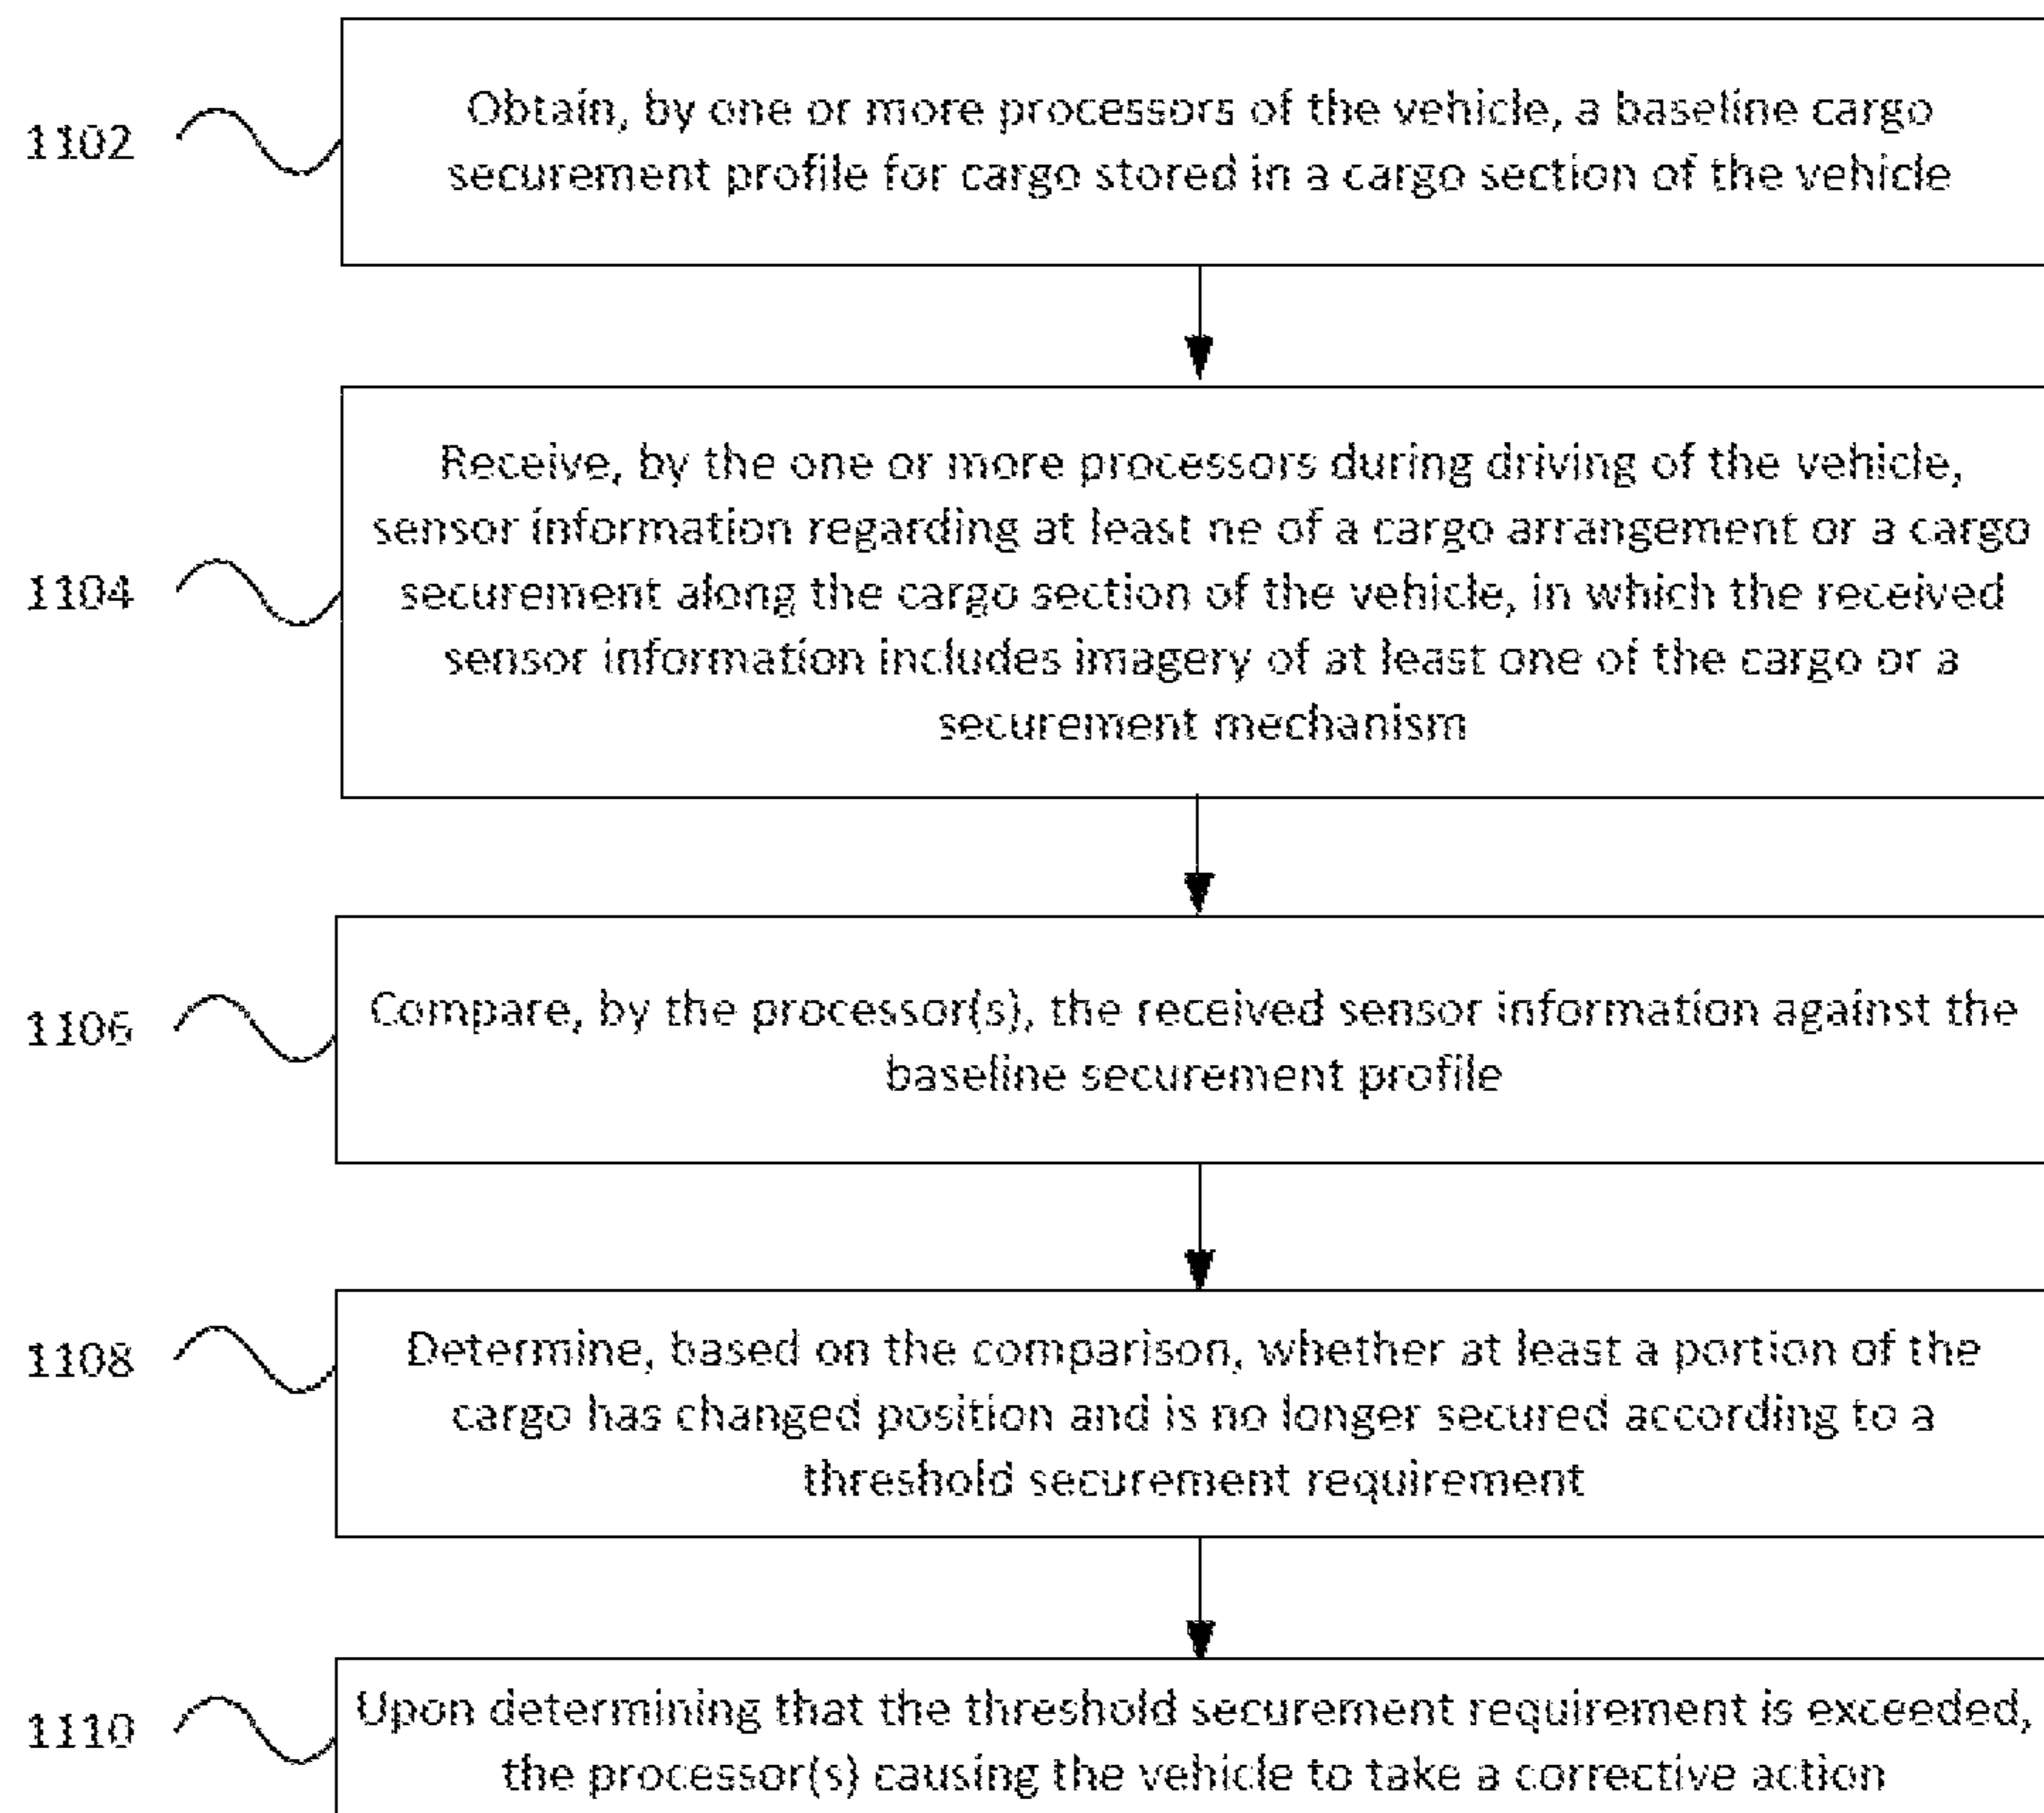 1102
Obtain, by one or more processors of the vehicle, a baseline cargo
securement profile for cargo stored in a cargo section of the vehicle
1104
Receive, by the one or more processors during driving of the vehicle,
sensor information regarding at least ne of a cargo arrangement or a cargo
securement along the cargo section of the vehicle, in which the received
sensor information includes imagery of at least one of the cargo or a
securement mechanism
1106
Compare, by the processor(s), the received sensor information against the
baseline securement profile
1108
Determine, based on the comparison, whether at least a portion of the
cargo has changed position and is no longer secured according to a
threshold securement requirement
1110
Upon determining that the threshold securement requirement is exceeded,
the processor(s) causing the vehicle to take a corrective action